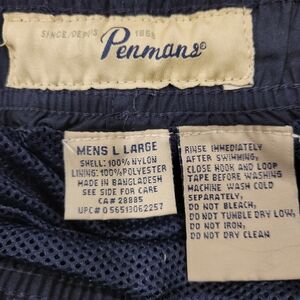 SINCE/DEPUIS 1868
Penmans®
MENS L LARGE
SHELL: 100% NYLON
LINING: 100% POLYESTER
MADE IN BANGLADESH
SEE SIDE FOR CARE
CA# 28885
UPC# 0 56513062257
RINSE IMMEDIATELY
AFTER SWIMMING,
CLOSE HOOK AND LOOP
TAPE BEFORE WASHING
MACHINE WASH COLD
SEPARATELY,
DO NOT BLEACH,
DO NOT TUMBLE DRY LOW,
DO NOT IRON,
DO NOT DRY CLEAN